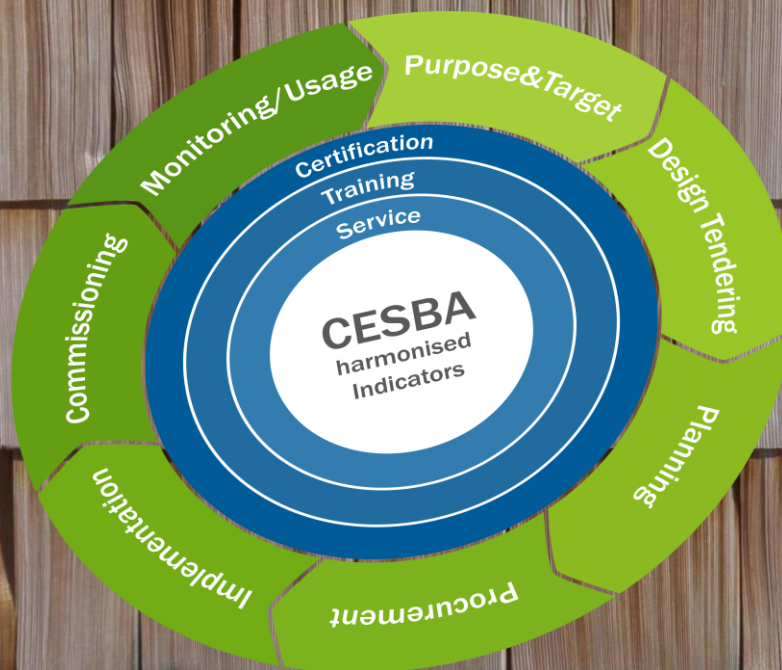 Purpose&Target
Design Tendering
Planning
Procurement
Implementation
Commissioning
Monitoring/Usage
Certification
Training
Service
CESBA
harmonised
Indicators